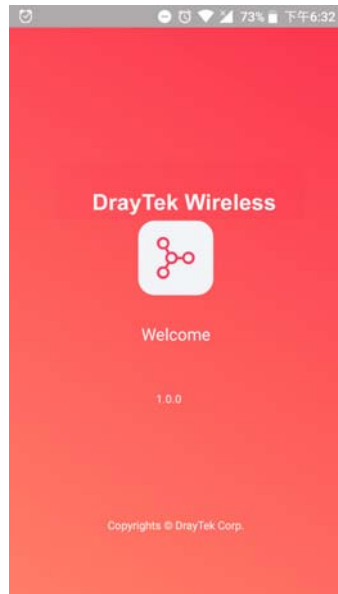 73% 下午6:32
DrayTek Wireless
Welcome
1.0.0
Copyrights © DrayTek Corp.